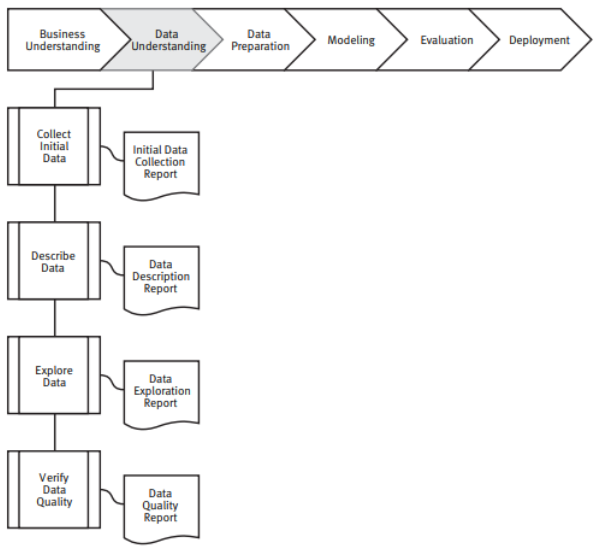 Business
Understanding
Data
Understanding
Data
Preparation
Modeling
Evaluation
Deployment
Collect
Initial
Data
Initial Data
Collection
Report
Describe
Data
Data
Description
Report
Explore
Data
Data
Exploration
Report
Verify
Data
Quality
Data
Quality
Report